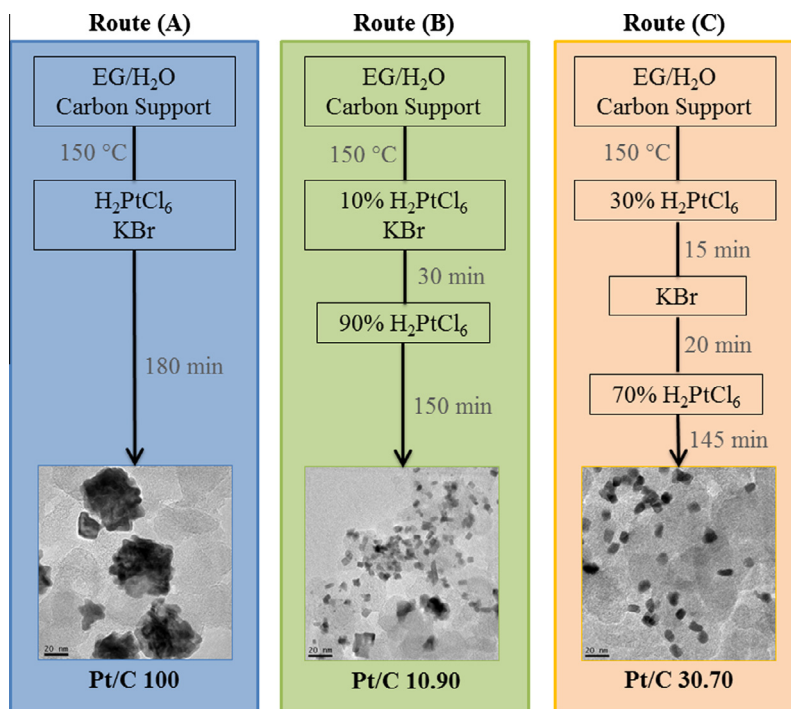 Route (A)
EG/H₂O
Carbon Support
150 °C
H₂PtCl₆
KBr
180 min
20 nm
Pt/C 100
Route (B)
EG/H₂O
Carbon Support
150 °C
10% H₂PtCl₆
KBr
30 min
90% H₂PtCl₆
150 min
20 nm
Pt/C 10.90
Route (C)
EG/H₂O
Carbon Support
150 °C
30% H₂PtCl₆
15 min
KBr
20 min
70% H₂PtCl₆
145 min
20 nm
Pt/C 30.70